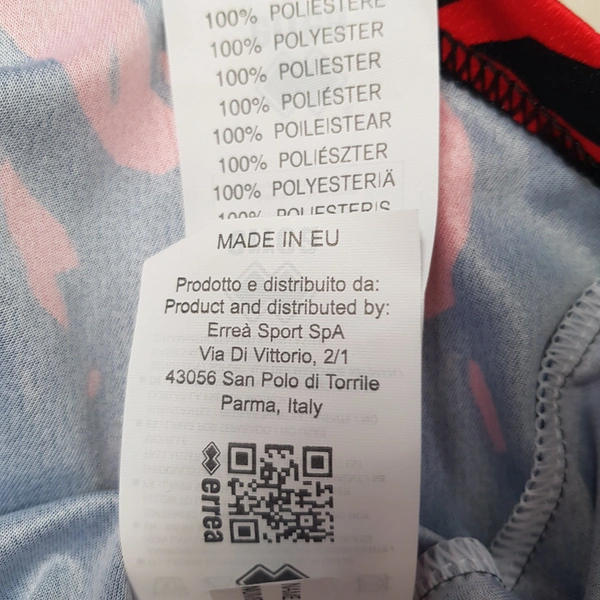 100% POLIESTERE
100% POLYESTER
100% POLIESTER
100% POLIÉSTER
100% POILEISTEAR
100% POLIÉSZTER
100% POLYESTERIÄ
100% POLIESTERIS
MADE IN EU
Prodotto e distribuito da:
Product and distributed by:
Erreà Sport SpA
Via Di Vittorio, 2/1
43056 San Polo di Torrile
Parma, Italy
errea